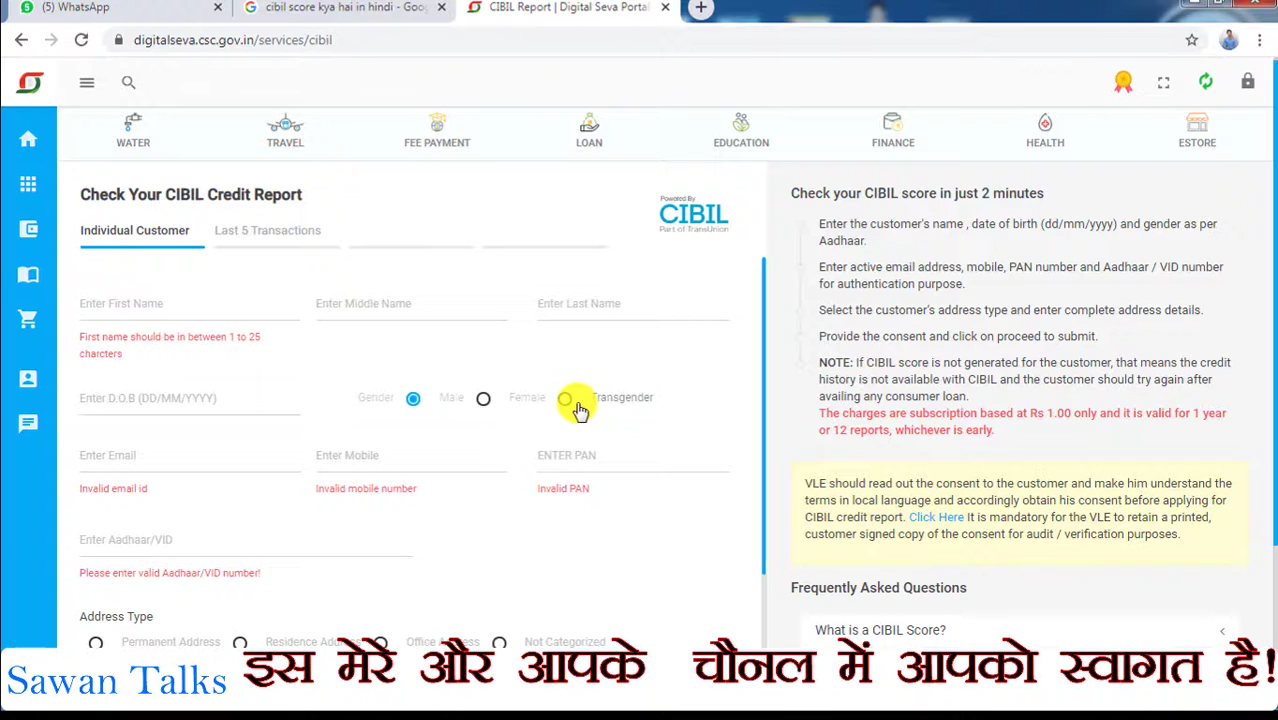 (5) WhatsApp
cibil score kya hai in hindi - Goo
CIBIL Report | Digital Seva Portal
digitalseva.csc.gov.in/services/cibil
WATER
TRAVEL
FEE PAYMENT
LOAN
EDUCATION
FINANCE
HEALTH
ESTORE
Check Your CIBIL Credit Report
Powered By
CIBIL
Part of TransUnion
Individual Customer
Last 5 Transactions
Enter First Name
Enter Middle Name
Enter Last Name
First name should be in between 1 to 25
charcters
Enter D.O.B (DD/MM/YYYY)
Gender
Male
Female
Transgender
Enter Email
Enter Mobile
ENTER PAN
Invalid email id
Invalid mobile number
Invalid PAN
Enter Aadhaar/VID
Please enter valid Aadhaar/VID number!
Address Type
Permanent Address
Residence Address
Office Address
Not Categorized
Check your CIBIL score in just 2 minutes
Enter the customer's name , date of birth (dd/mm/yyyy) and gender as per
Aadhaar.
Enter active email address, mobile, PAN number and Aadhaar / VID number
for authentication purpose.
Select the customer's address type and enter complete address details.
Provide the consent and click on proceed to submit.
NOTE: If CIBIL score is not generated for the customer, that means the credit
history is not available with CIBIL and the customer should try again after
availing any consumer loan.
The charges are subscription based at Rs 1.00 only and it is valid for 1 year
or 12 reports, whichever is early.
VLE should read out the consent to the customer and make him understand the
terms in local language and accordingly obtain his consent before applying for
CIBIL credit report. Click Here It is mandatory for the VLE to retain a printed,
customer signed copy of the consent for audit / verification purposes.
Frequently Asked Questions
What is a CIBIL Score?
Sawan Talks इस मेरे और आपके चौनल में आपको स्वागत है!